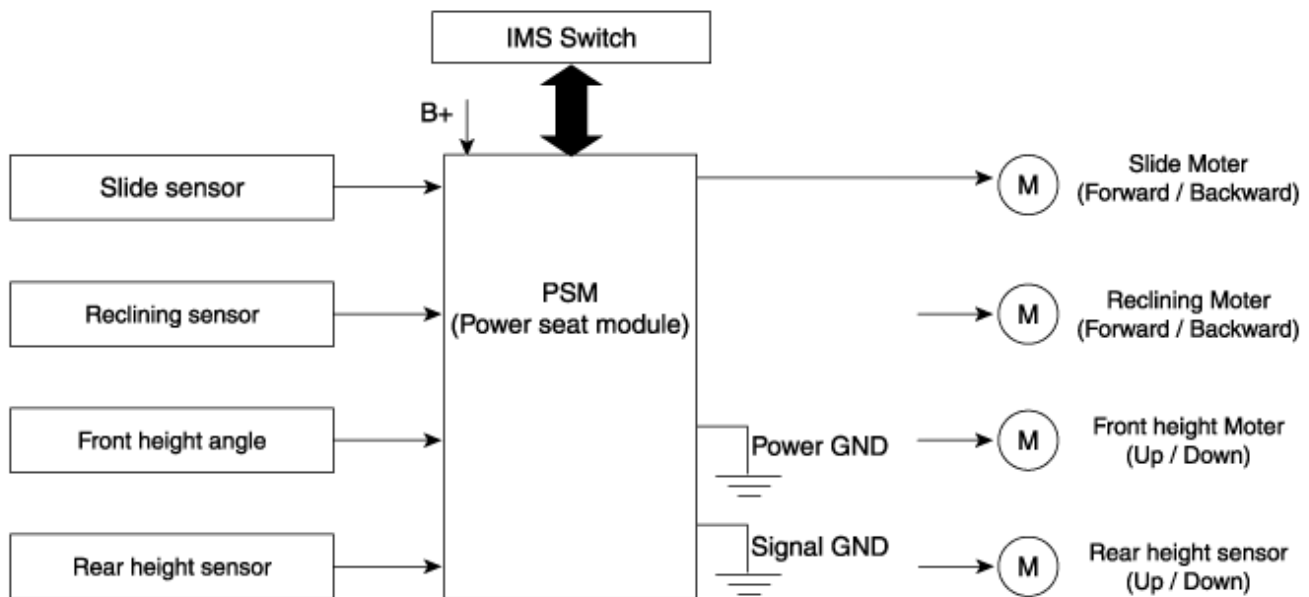 IMS Switch
B+
Slide sensor
Reclining sensor
Front height angle
Rear height sensor
PSM
(Power seat module)
Power GND
Signal GND
M
Slide Moter
(Forward / Backward)
M
Reclining Moter
(Forward / Backward)
M
Front height Moter
(Up / Down)
M
Rear height sensor
(Up / Down)